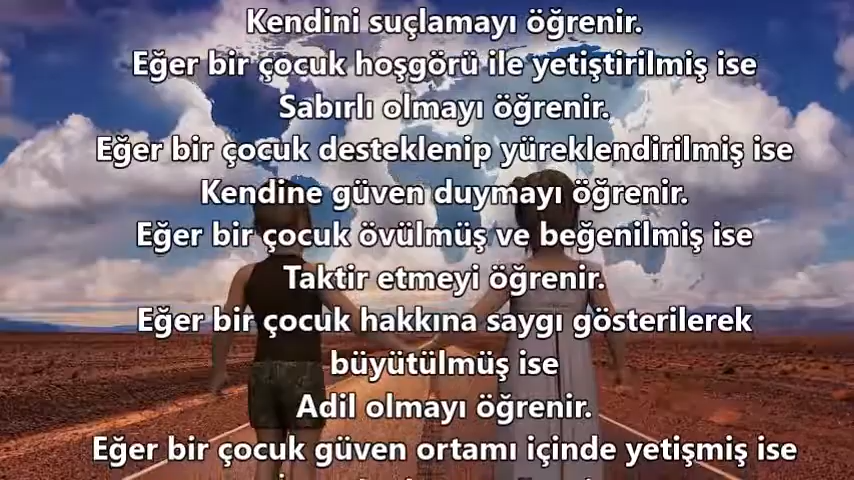 Kendini suçlamayı öğrenir.
Eğer bir çocuk hoşgörü ile yetiştirilmiş ise
Sabırlı olmayı öğrenir.
Eğer bir çocuk desteklenip yüreklendirilmiş ise
Kendine güven duymayı öğrenir.
Eğer bir çocuk övülmüş ve beğenilmiş ise
Taktir etmeyi öğrenir.
Eğer bir çocuk hakkına saygı gösterilerek
büyütülmüş ise
Adil olmayı öğrenir.
Eğer bir çocuk güven ortamı içinde yetişmiş ise